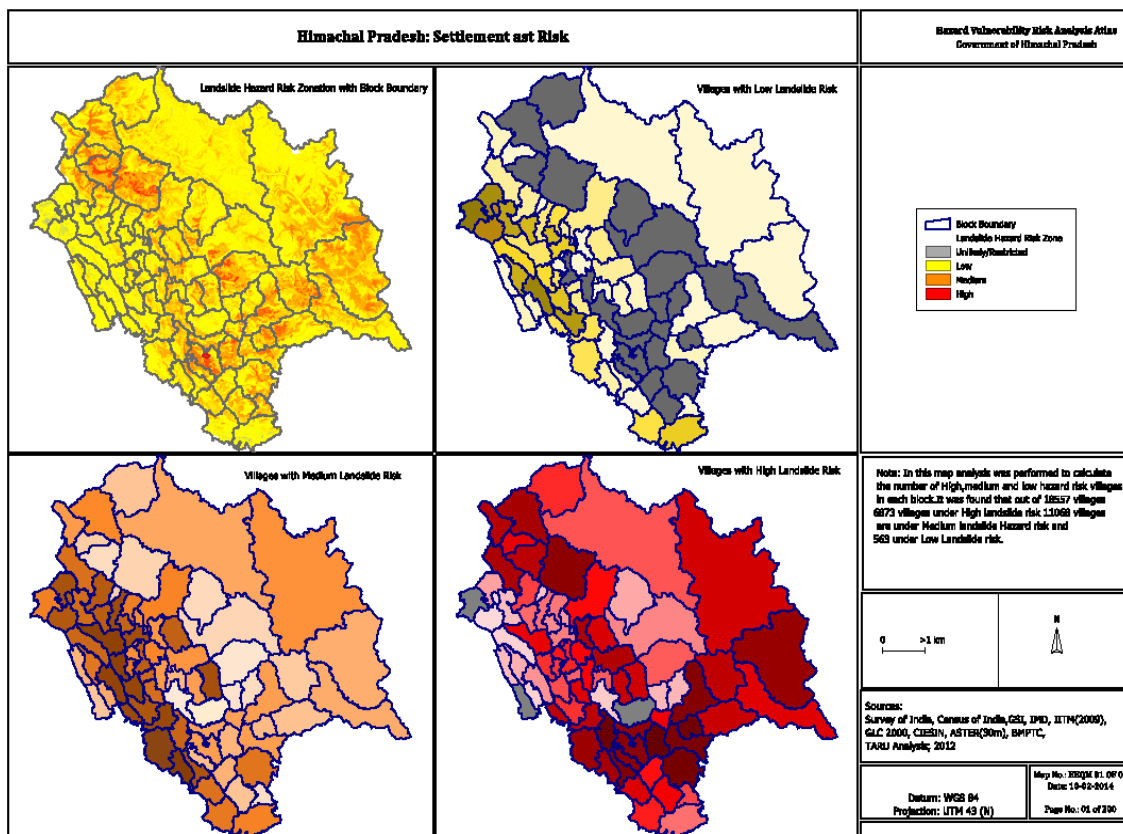 Himachal Pradesh: Settlement ast Risk
Hazard Vulnerability Risk Analysis Atlas
Government of Himachal Pradesh
Landslide Hazard Risk Zonation with Block Boundary
Villages with Low Landslide Risk
Block Boundary
Landslide Hazard Risk Zone
Unlikely/Restricted
Low
Medium
High
Villages with Medium Landslide Risk
Villages with High Landslide Risk
Note: In this map analysis was performed to calculate
the number of High,medium and low hazard risk villages
in each block.It was found that out of 18557 villages
6873 villages under High landslide risk 11068 villages
are under Medium landslide Hazard risk and
563 under Low Landslide risk.
0 >1 km
N
Sources:
Survey of India, Census of India,GSI, IMD, IITM(2009),
GLC 2000, CIESIN, ASTER(30m), BMPTC,
TARU Analysis; 2012
Datum: WGS 84
Projection: UTM 43 (N)
Map No.:
Date: 10-02-2014
Page No.: 01 of